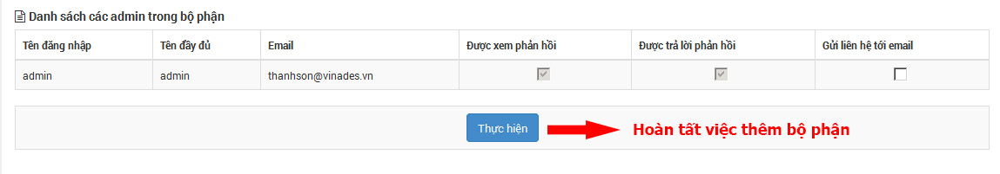 Danh sách các admin trong bộ phận
Tên đăng nhập Tên đầy đủ Email Được xem phản hồi Được trả lời phản hồi Gửi liên hệ tới email
admin admin thanhson@vinades.vn
Thực hiện Hoàn tất việc thêm bộ phận